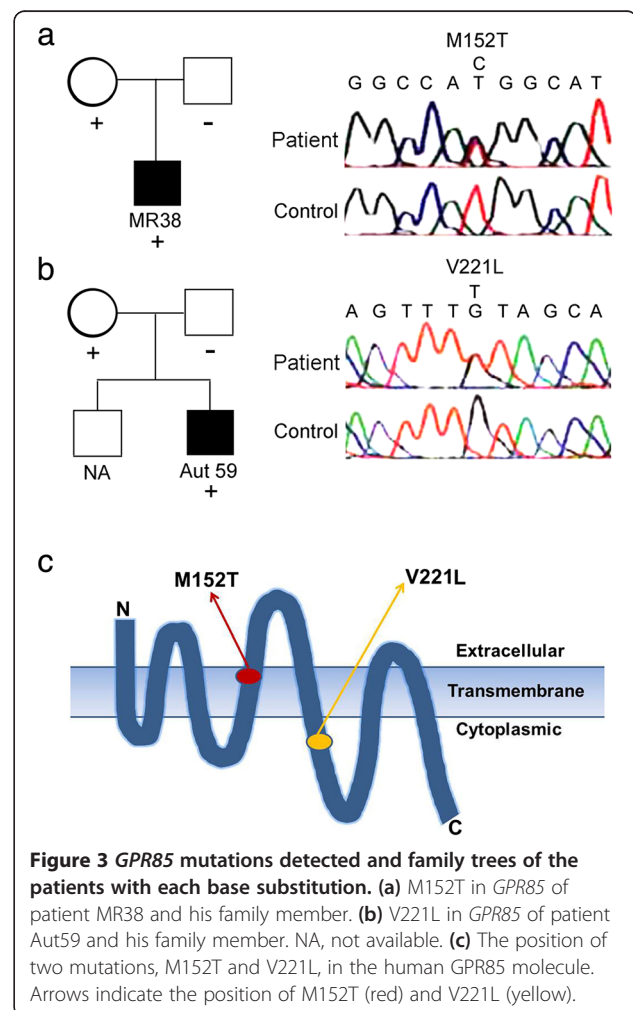 a
M152T
C
G G C C A T G G C A T
Patient
Control
+
-
MR38
+
b
V221L
T
A G T T T G T A G C A
Patient
Control
+
-
NA
Aut 59
+
c
M152T
V221L
N
Extracellular
Transmembrane
Cytoplasmic
C
Figure 3 GPR85 mutations detected and family trees of the
patients with each base substitution. (a) M152T in GPR85 of
patient MR38 and his family member. (b) V221L in GPR85 of patient
Aut59 and his family member. NA, not available. (c) The position of
two mutations, M152T and V221L, in the human GPR85 molecule.
Arrows indicate the position of M152T (red) and V221L (yellow).